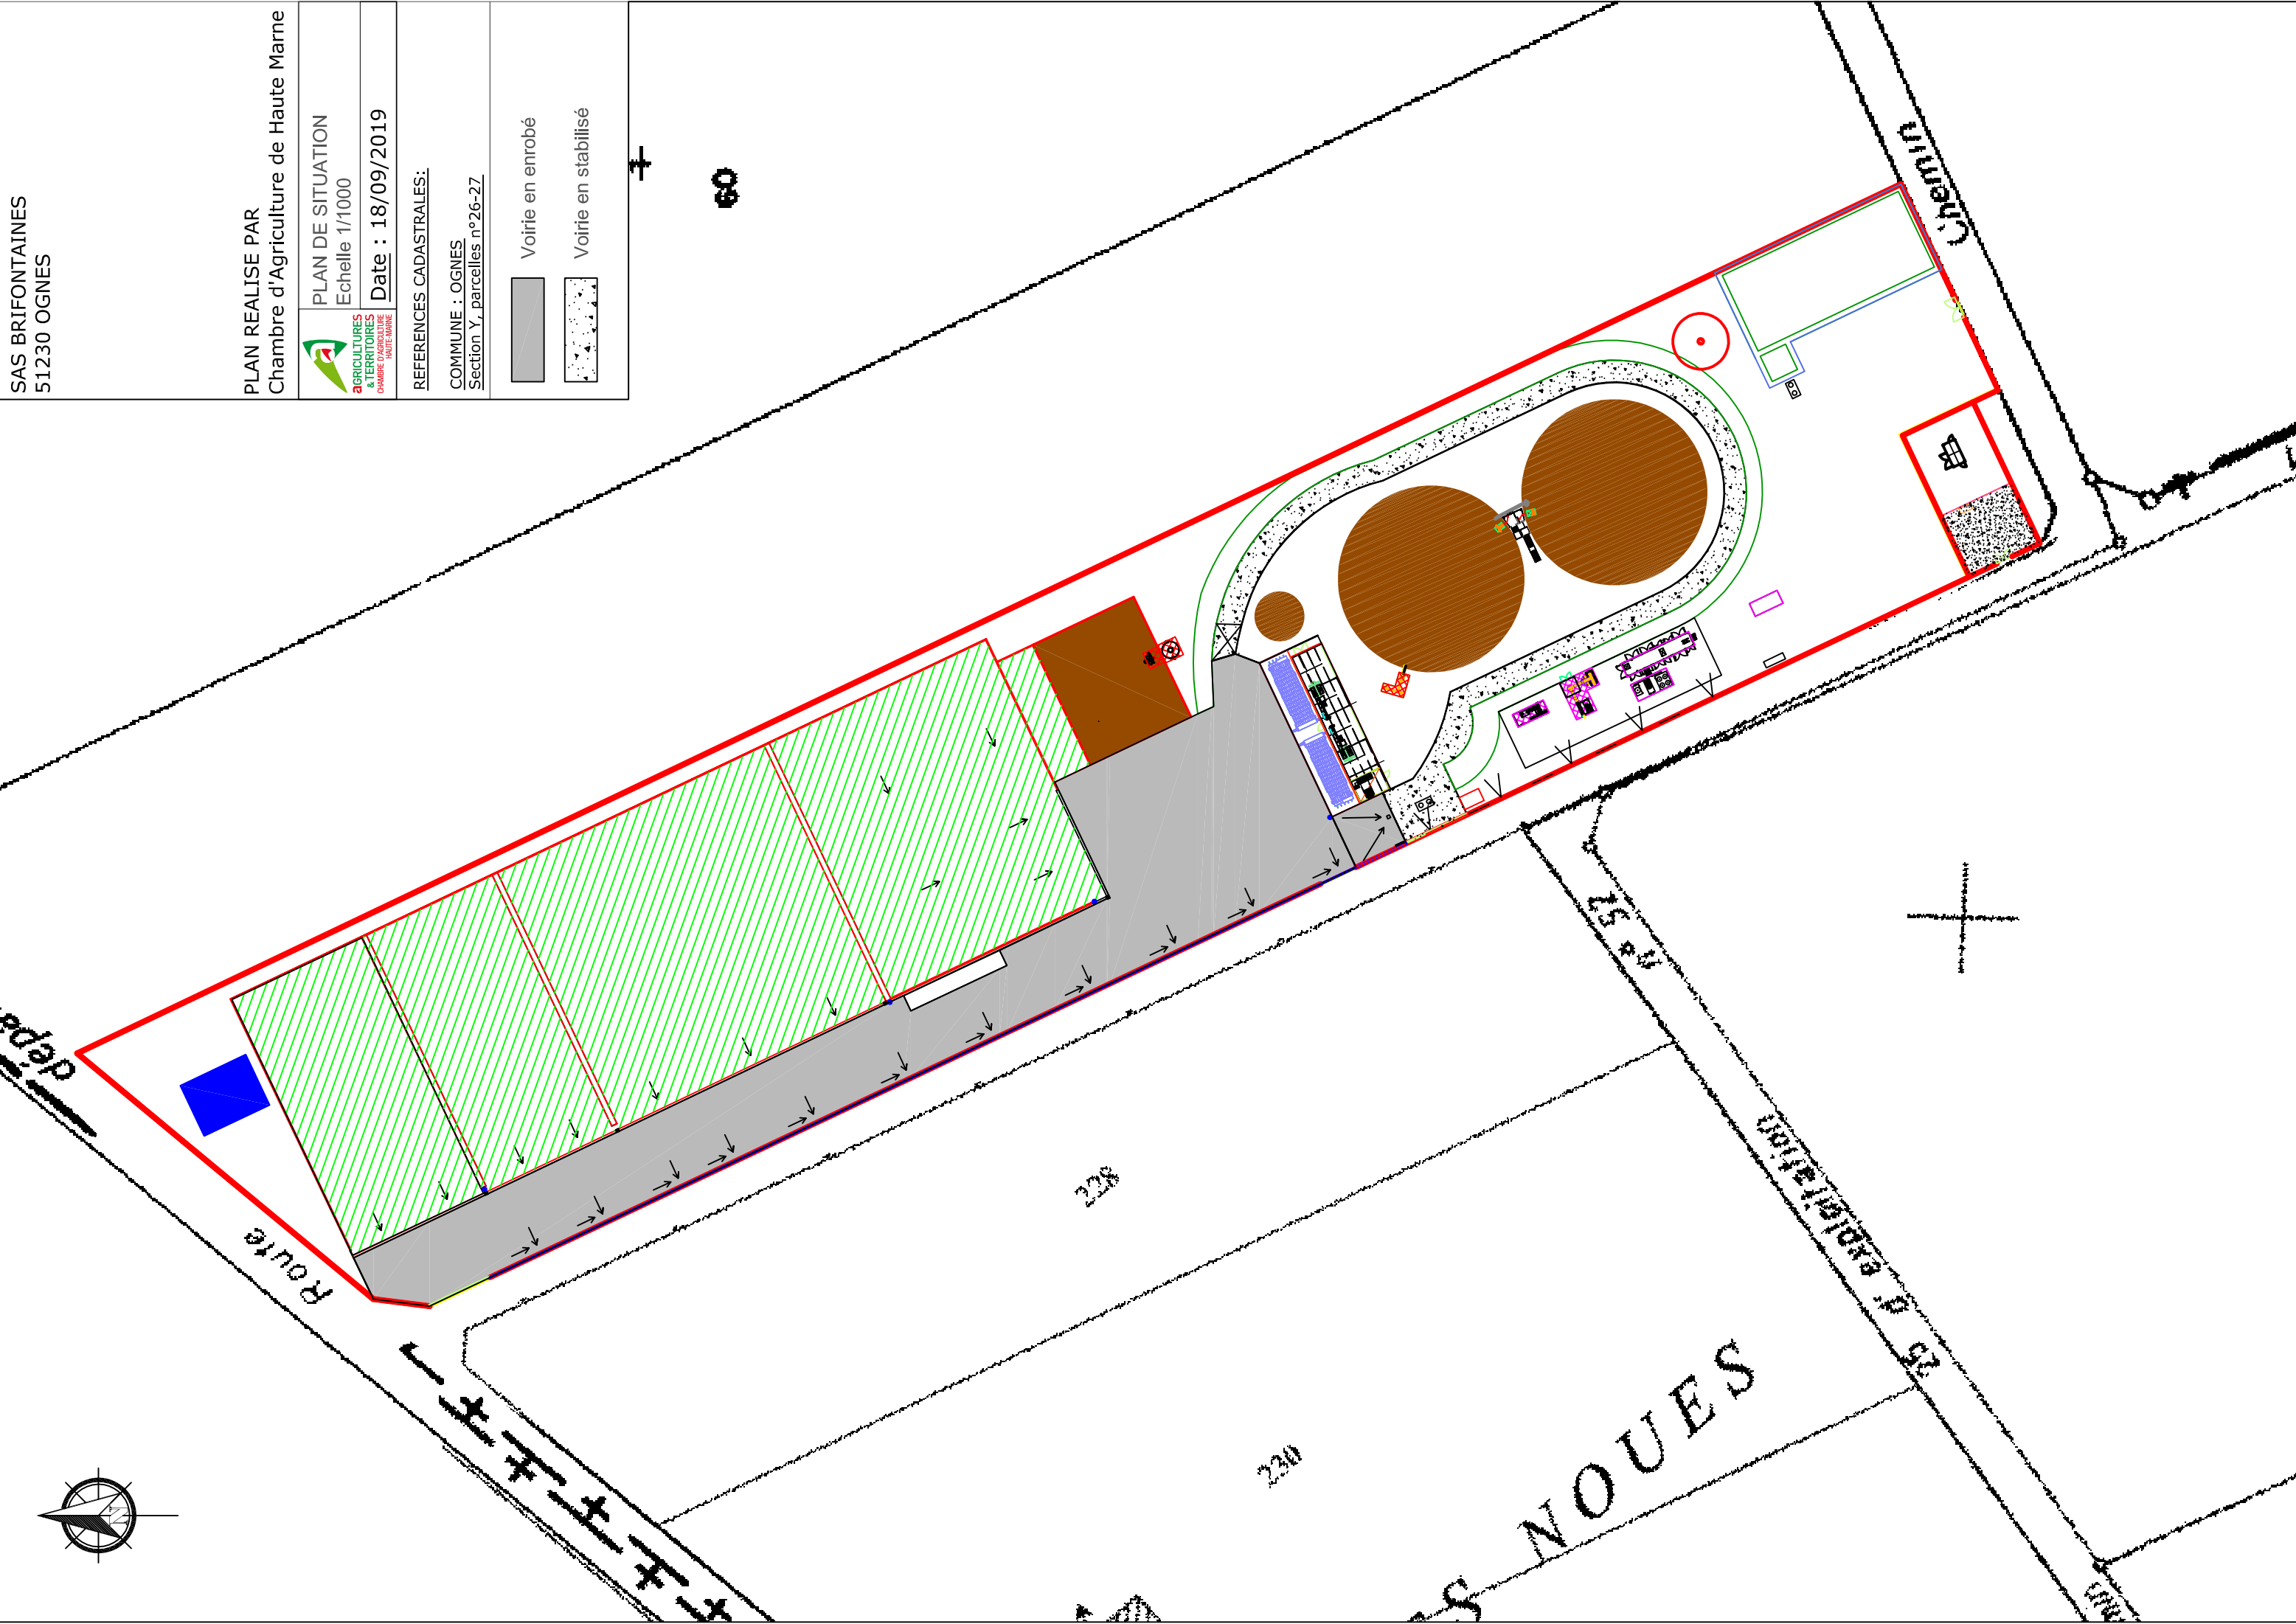 SAS BRIFONTAINES
51230 OGNES
PLAN REALISE PAR
Chambre d'Agriculture de Haute Marne
PLAN DE SITUATION
Echelle 1/1000
Date : 18/09/2019
aGRICULTURES
&TERRITOIRES
CHAMBRE D'AGRICULTURE
HAUTE-MARNE
REFERENCES CADASTRALES:
COMMUNE : OGNES
Section Y, parcelles n°26-27
Voirie en enrobé
Voirie en stabilisé
60
Chemin
dépa
Route
n° 52
d' exploitation
25
228
230
NOUES
S
N